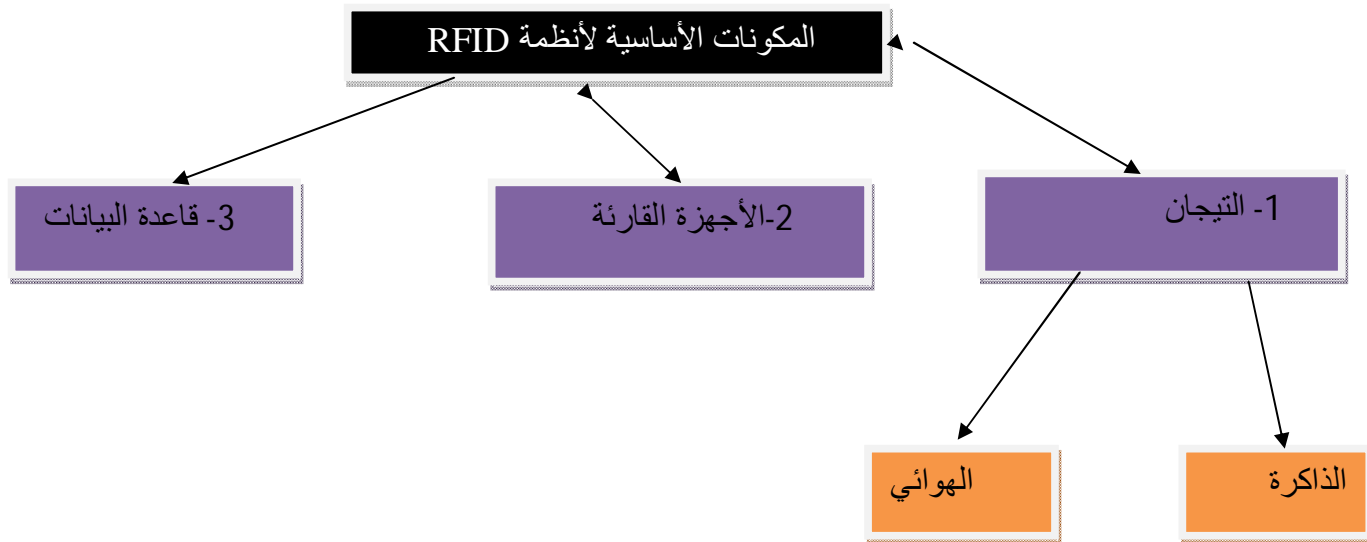 المكونات الأساسية لأنظمة RFID
1- التيجان
2-الأجهزة القارئة
3- قاعدة البيانات
الذاكرة
الهوائي